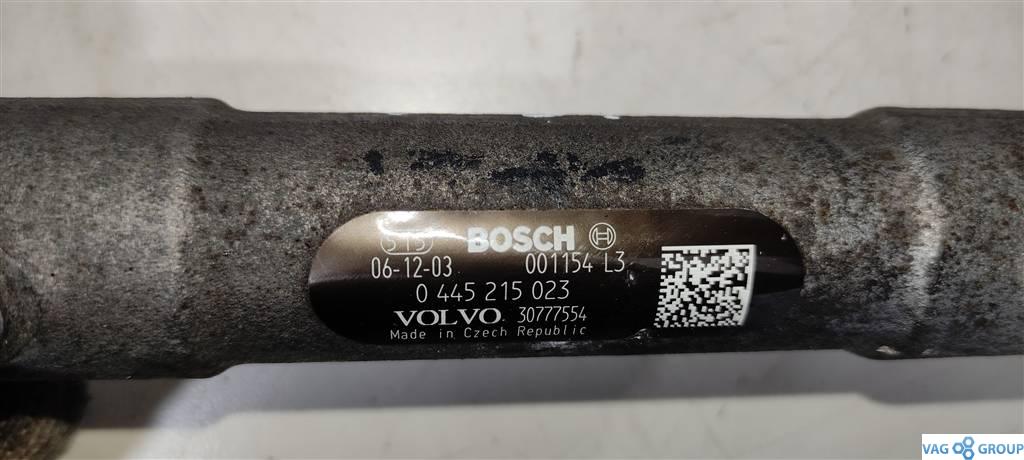 BOSCH
06-12-03 001154 L3
0 445 215 023
VOLVO 30777554
Made in Czech Republic
VAG GROUP